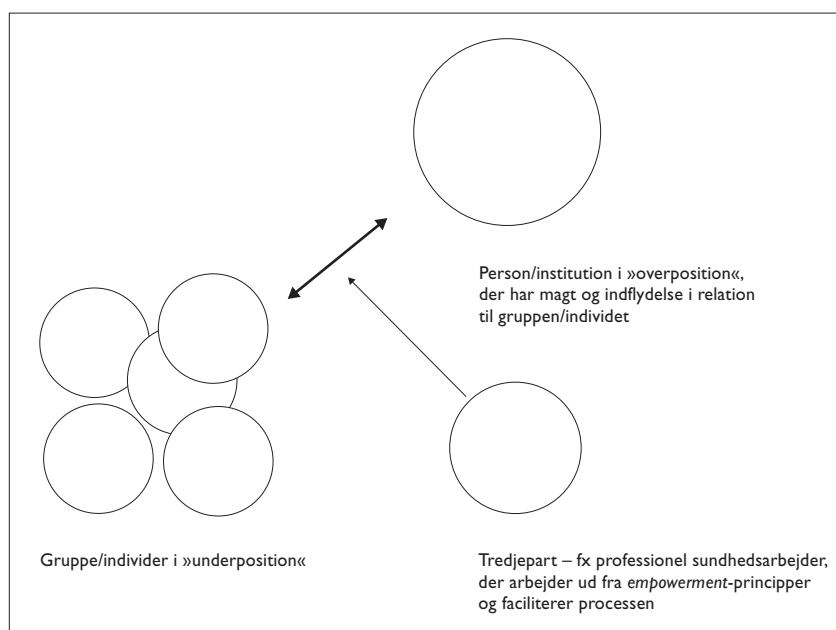 Person/institution i »overposition«,
der har magt og indflydelse i relation
til gruppen/individet
Gruppe/individer i »underposition«
Tredjepart – fx professionel sundhedsarbejder,
der arbejder ud fra empowerment-principper
og faciliterer processen